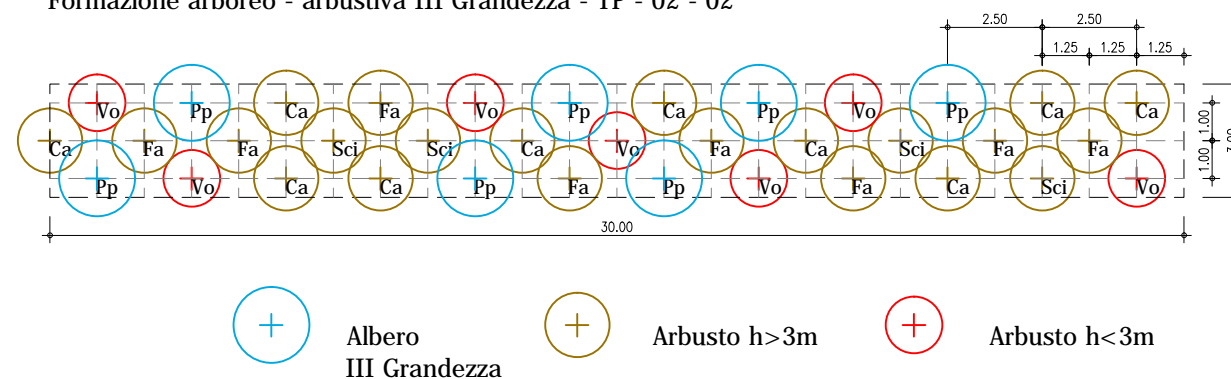 Formazione arboreo - arbustiva III Grandezza - TP - 02 - 02
2.50 2.50
1.25 1.25 1.25
Vo Pp Ca Fa Vo Pp Ca Pp Vo Pp Ca Ca
Ca Fa Fa Sci Sci Ca Vo Fa Ca Sci Fa Fa
Pp Vo Ca Ca Pp Fa Pp Vo Fa Ca Sci Vo
1.00
1.00
3.00
30.00
Albero
III Grandezza
Arbusto h>3m
Arbusto h<3m